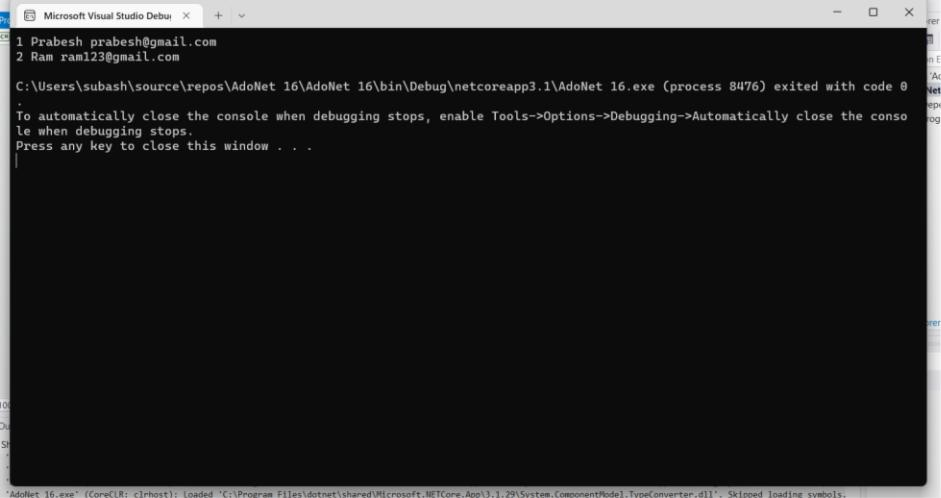 Microsoft Visual Studio Debu
1 Prabesh prabesh@gmail.com
2 Ram ram123@gmail.com
C:\Users\subash\source\repos\AdoNet 16\AdoNet 16\bin\Debug\netcoreapp3.1\AdoNet 16.exe (process 8476) exited with code 0
.
To automatically close the console when debugging stops, enable Tools->Options->Debugging->Automatically close the conso
le when debugging stops.
Press any key to close this window . . .
'AdoNet 16.exe' (CoreCLR: clrhost): Loaded 'C:\Program Files\dotnet\shared\Microsoft.NETCore.App\3.1.29\System.ComponentModel.TypeConverter.dll'. Skipped loading symbols.